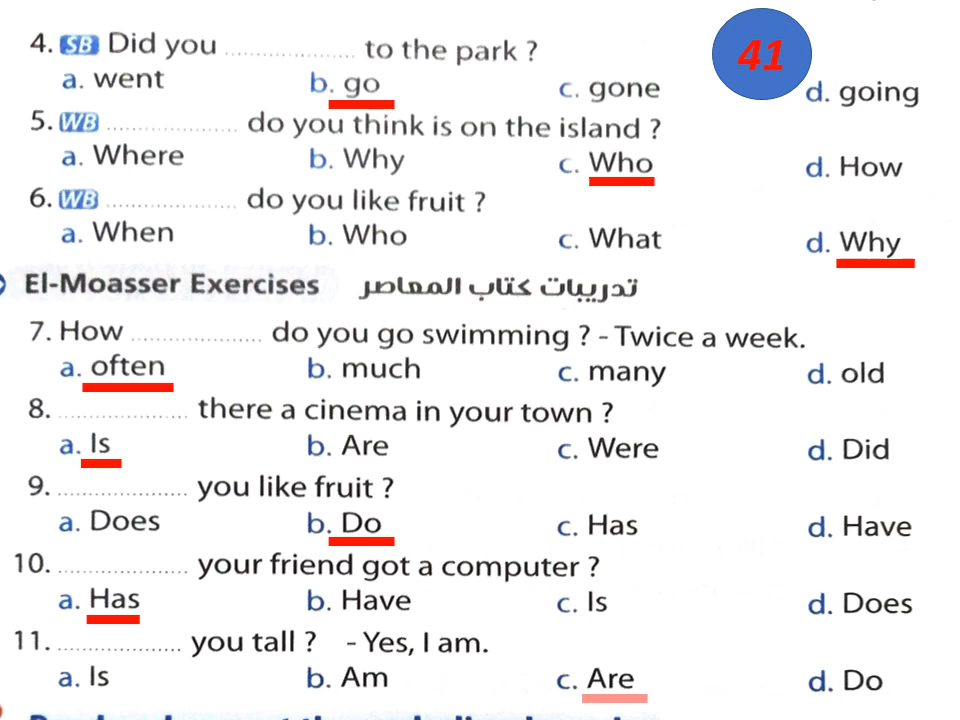 41
4. SB Did you .................. to the park ?
a. went b. go c. gone d. going
5. WB .................. do you think is on the island ?
a. Where b. Why c. Who d. How
6. WB .................. do you like fruit ?
a. When b. Who c. What d. Why
El-Moasser Exercises تدريبات كتاب المعاصر
7. How .................. do you go swimming ? - Twice a week.
a. often b. much c. many d. old
8. .................. there a cinema in your town ?
a. Is b. Are c. Were d. Did
9. .................. you like fruit ?
a. Does b. Do c. Has d. Have
10. .................. your friend got a computer ?
a. Has b. Have c. Is d. Does
11. .................. you tall ? - Yes, I am.
a. Is b. Am c. Are d. Do